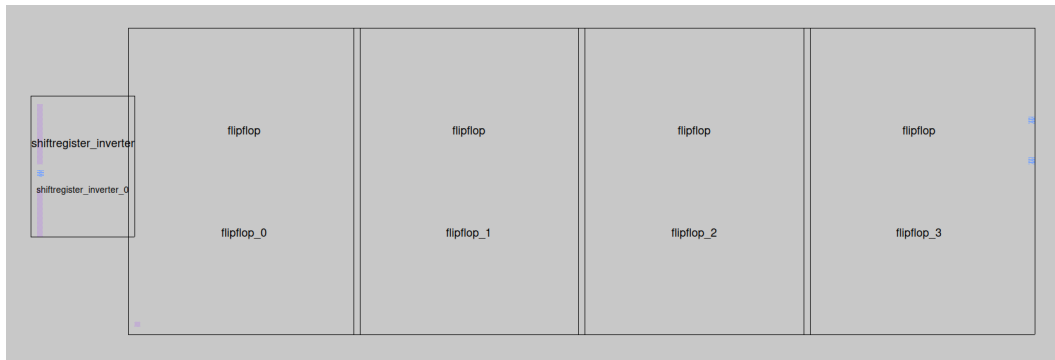 shiftregister_inverter
shiftregister_inverter_0
flipflop
flipflop_0
flipflop
flipflop_1
flipflop
flipflop_2
flipflop
flipflop_3